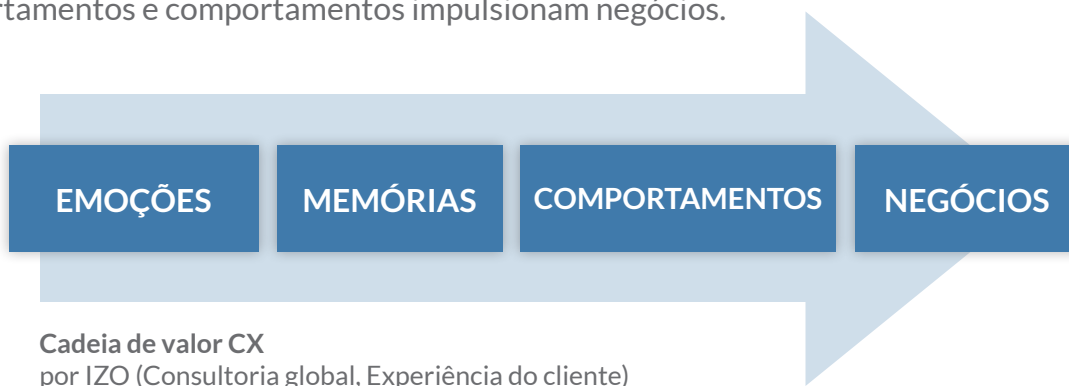 rtamentos e comportamentos impulsionam negócios.
EMOÇÕES
MEMÓRIAS
COMPORTAMENTOS
NEGÓCIOS
Cadeia de valor CX
por IZO (Consultoria global, Experiência do cliente)